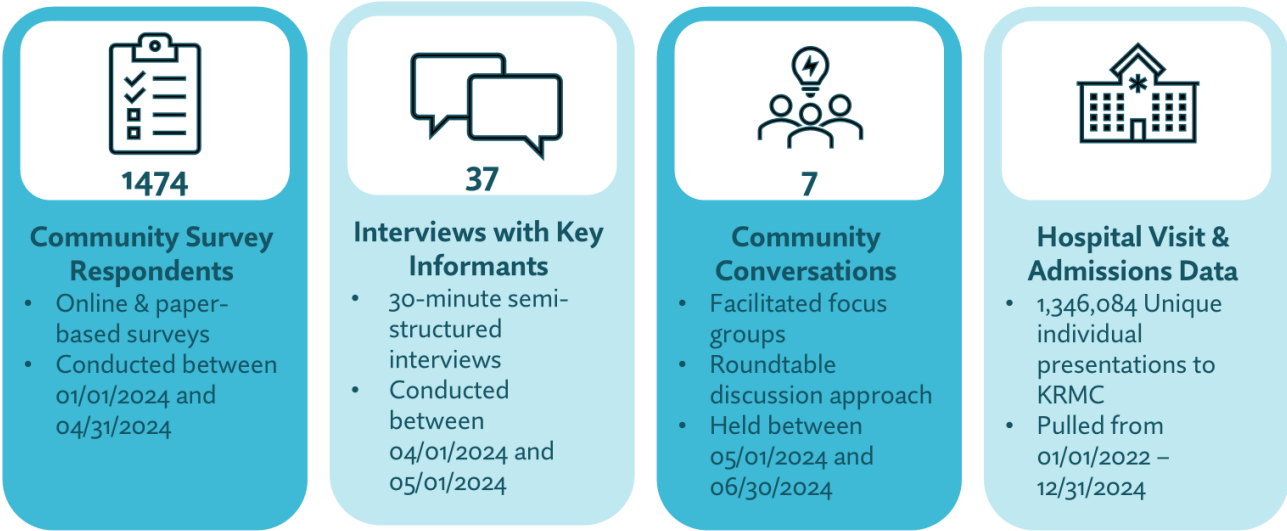 1474
Community Survey
Respondents
• Online & paper-
based surveys
• Conducted between
01/01/2024 and
04/31/2024
37
Interviews with Key
Informants
• 30-minute semi-
structured
interviews
• Conducted
between
04/01/2024 and
05/01/2024
7
Community
Conversations
• Facilitated focus
groups
• Roundtable
discussion approach
• Held between
05/01/2024 and
06/30/2024
Hospital Visit &
Admissions Data
• 1,346,084 Unique
individual
presentations to
KRMC
• Pulled from
01/01/2022 –
12/31/2024